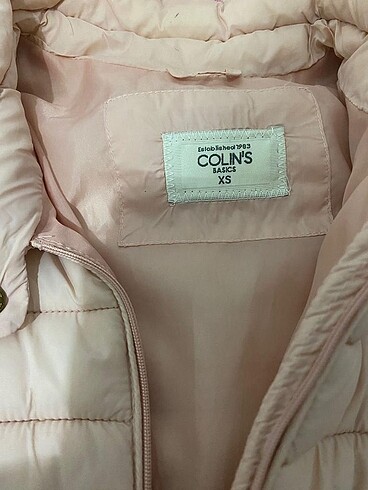 Established 1983
COLIN'S
BASICS
XS